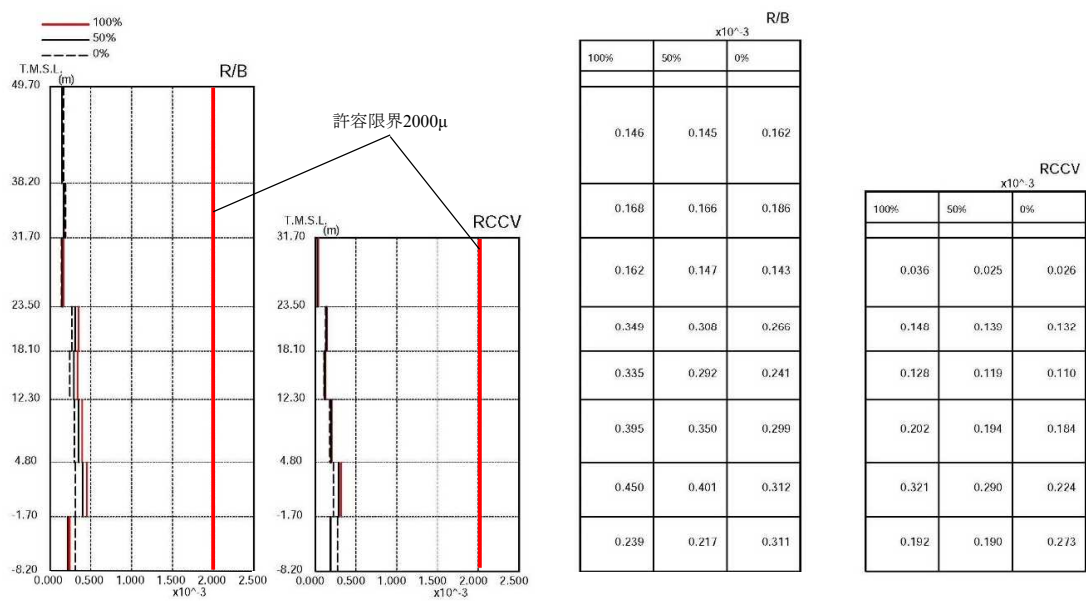 100%
50%
0%
T.M.S.L.
(m)
R/B
49.70
38.20
31.70
23.50
18.10
12.30
4.80
-1.70
-8.20
0.000 0.500 1.000 1.500 2.000 2.500
x10^-3
許容限界2000μ
T.M.S.L.
(m)
RCCV
31.70
23.50
18.10
12.30
4.80
-1.70
-8.20
0.000 0.500 1.000 1.500 2.000 2.500
x10^-3
R/B
x10^-3
100% 50% 0%
0.146 0.145 0.162
0.168 0.166 0.186
0.162 0.147 0.143
0.349 0.308 0.266
0.335 0.292 0.241
0.395 0.350 0.299
0.450 0.401 0.312
0.239 0.217 0.311
RCCV
x10^-3
100% 50% 0%
0.036 0.025 0.026
0.148 0.139 0.132
0.128 0.119 0.110
0.202 0.194 0.184
0.321 0.290 0.224
0.192 0.190 0.273